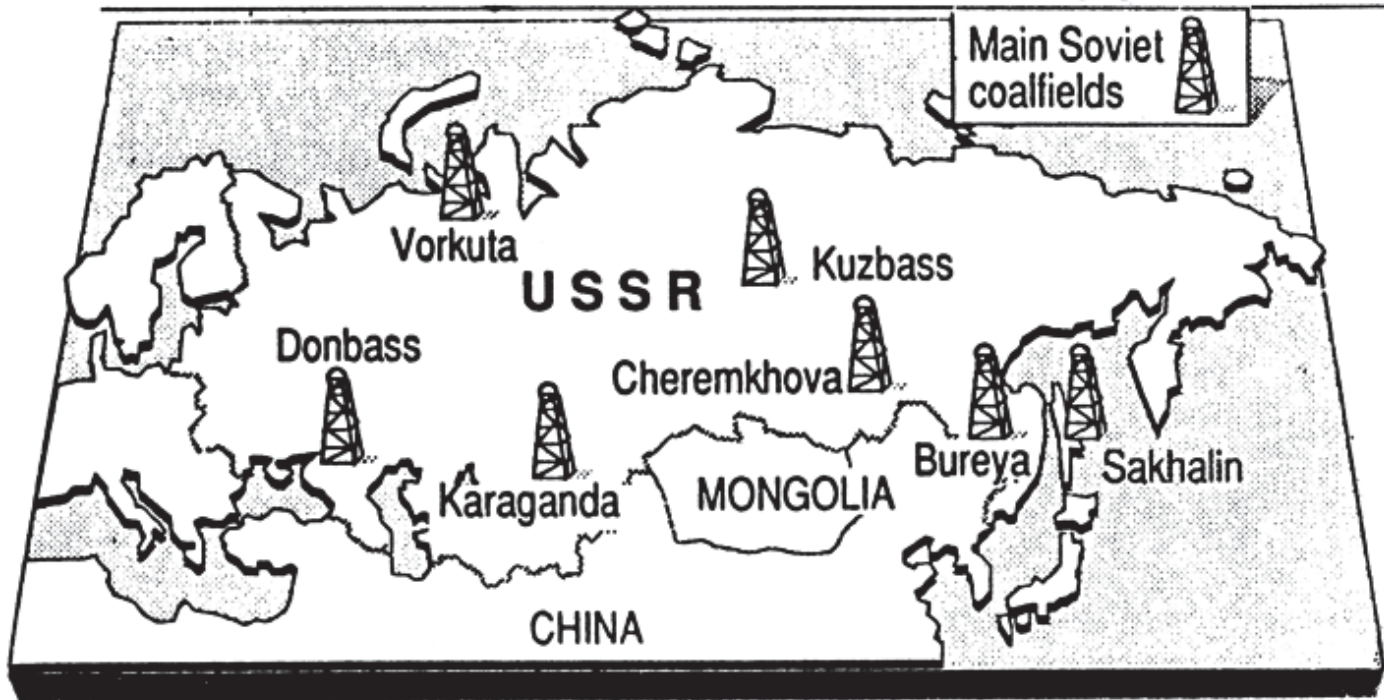 Main Soviet
coalfields
Vorkuta
Kuzbass
USSR
Donbass
Cheremkhova
Bureya
Sakhalin
Karaganda
MONGOLIA
CHINA